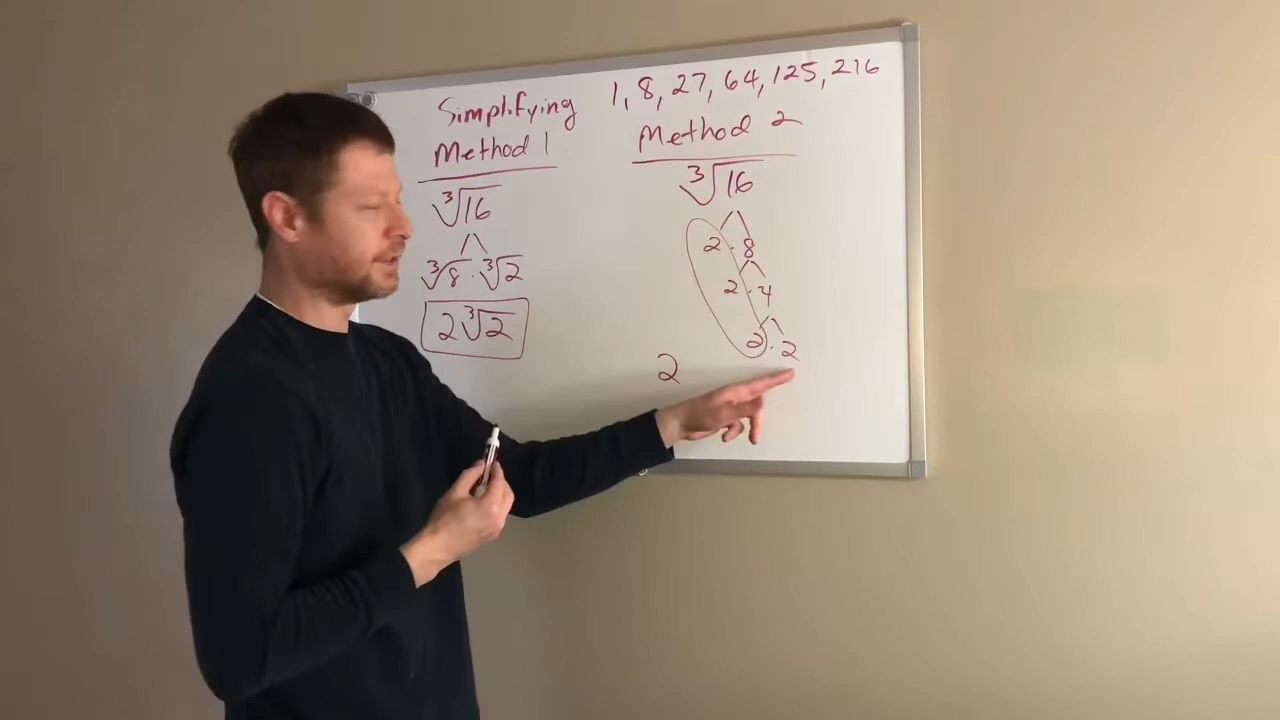 Simplifying
Method 1
∛16
∛8 · ∛2
2∛2
1, 8, 27, 64, 125, 216
Method 2
∛16
2 · 8
2 · 4
2 · 2
2